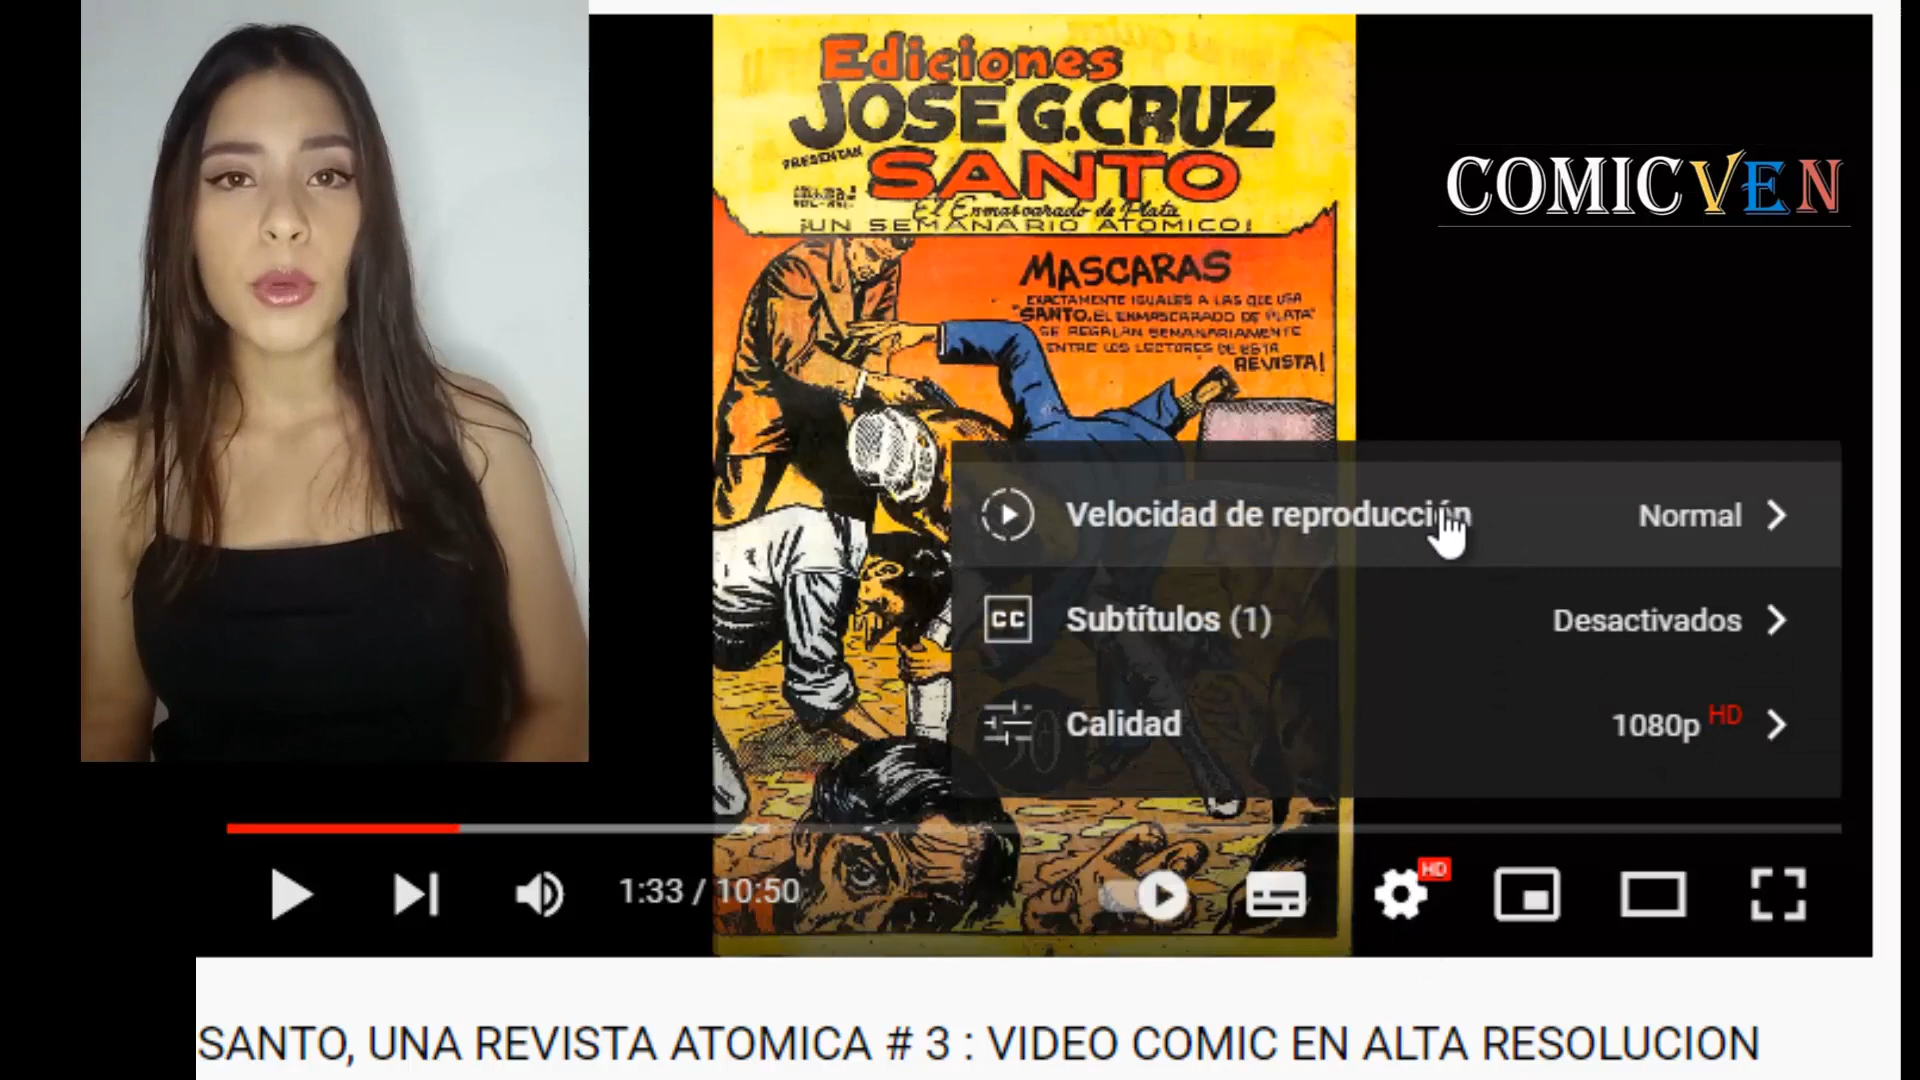 Ediciones
JOSE G. CRUZ
PRESENTAN
SANTO
El Enmascarado de Plata
¡UN SEMANARIO ATOMICO!
COMICVEN
MASCARAS
EXACTAMENTE IGUALES A LAS QUE USA
"SANTO, EL ENMASCARADO DE PLATA"
SE REGALAN SEMANARIAMENTE
ENTRE LOS LECTORES DE ESTA
REVISTA!
Velocidad de reproducción Normal
CC Subtítulos (1) Desactivados
Calidad 1080p HD
1:33 / 10:50
HD
SANTO, UNA REVISTA ATOMICA # 3 : VIDEO COMIC EN ALTA RESOLUCION